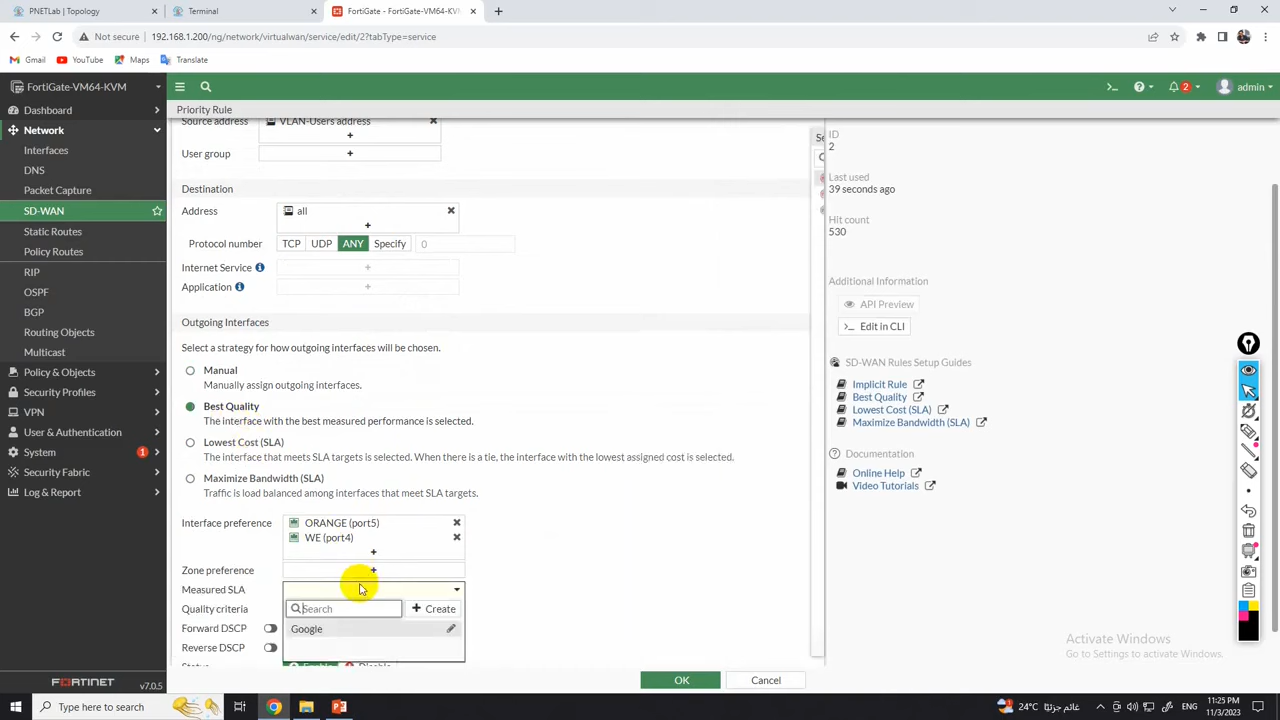 PNETLab | Topology
Terminal
FortiGate - FortiGate-VM64-KV
Not secure
192.168.1.200/ng/network/virtualwan/service/edit/2?tabType=service
Gmail
YouTube
Maps
Translate
FortiGate-VM64-KVM
2
admin
Dashboard
Network
Interfaces
DNS
Packet Capture
SD-WAN
Static Routes
Policy Routes
RIP
OSPF
BGP
Routing Objects
Multicast
Policy & Objects
Security Profiles
VPN
User & Authentication
System
1
Security Fabric
Log & Report
FORTINET
v7.0.5
Priority Rule
Source address
VLAN-Users address
User group
Destination
Address
all
Protocol number
TCP
UDP
ANY
Specify
0
Internet Service
Application
Outgoing Interfaces
Select a strategy for how outgoing interfaces will be chosen.
Manual
Manually assign outgoing interfaces.
Best Quality
The interface with the best measured performance is selected.
Lowest Cost (SLA)
The interface that meets SLA targets is selected. When there is a tie, the interface with the lowest assigned cost is selected.
Maximize Bandwidth (SLA)
Traffic is load balanced among interfaces that meet SLA targets.
Interface preference
ORANGE (port5)
WE (port4)
Zone preference
Measured SLA
Quality criteria
Search
Create
Forward DSCP
Google
Reverse DSCP
Status
Enable
Disable
OK
Cancel
Se
ID
2
Last used
39 seconds ago
Hit count
530
Additional Information
API Preview
Edit in CLI
SD-WAN Rules Setup Guides
Implicit Rule
Best Quality
Lowest Cost (SLA)
Maximize Bandwidth (SLA)
Documentation
Online Help
Video Tutorials
Activate Windows
Go to Settings to activate Windows.
Type here to search
24°C
غائم جزئيًا
ENG
11:25 PM
11/3/2023